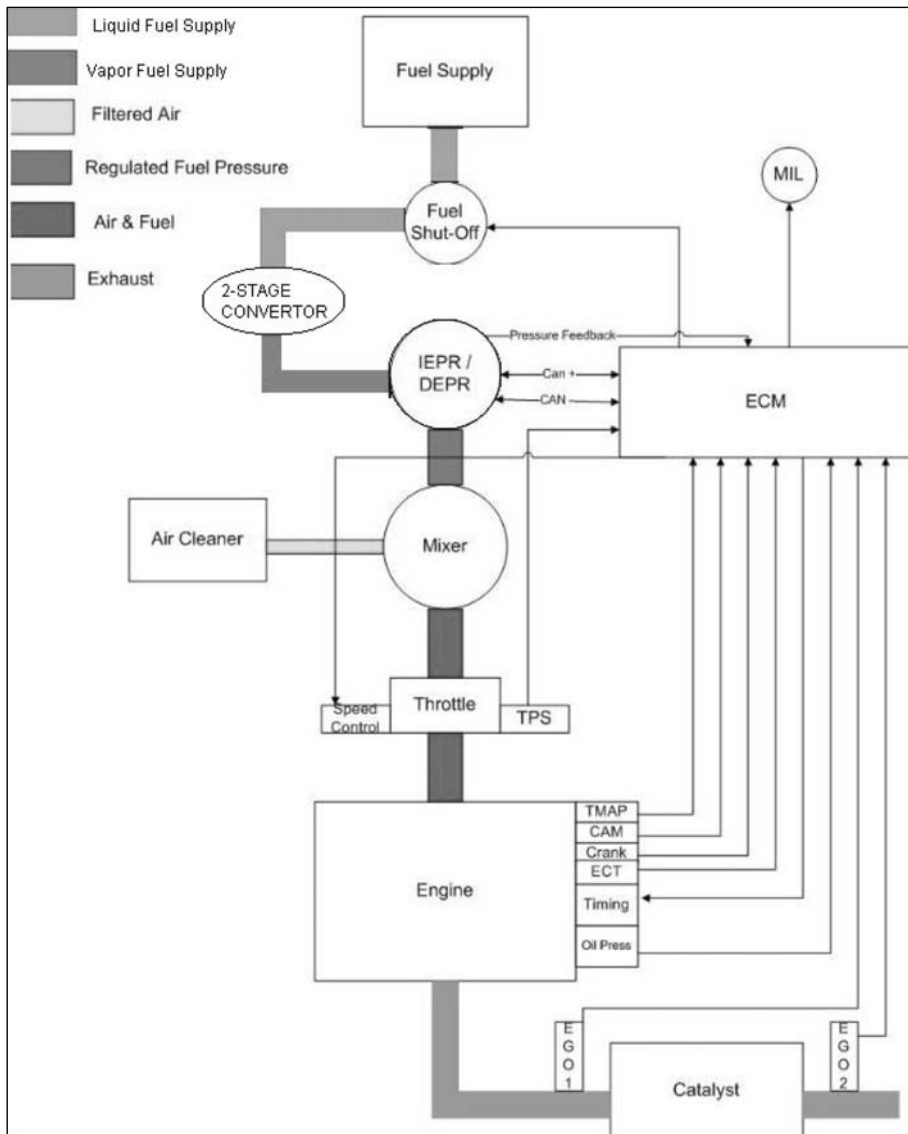 Liquid Fuel Supply
Vapor Fuel Supply
Filtered Air
Regulated Fuel Pressure
Air & Fuel
Exhaust
Fuel Supply
MIL
Fuel
Shut-Off
2-STAGE
CONVERTOR
IEPR /
DEPR
Pressure Feedback
Can +
CAN
ECM
Air Cleaner
Mixer
Speed
Control
Throttle
TPS
Engine
TMAP
CAM
Crank
ECT
Timing
Oil Press
E
G
O
1
Catalyst
E
G
O
2